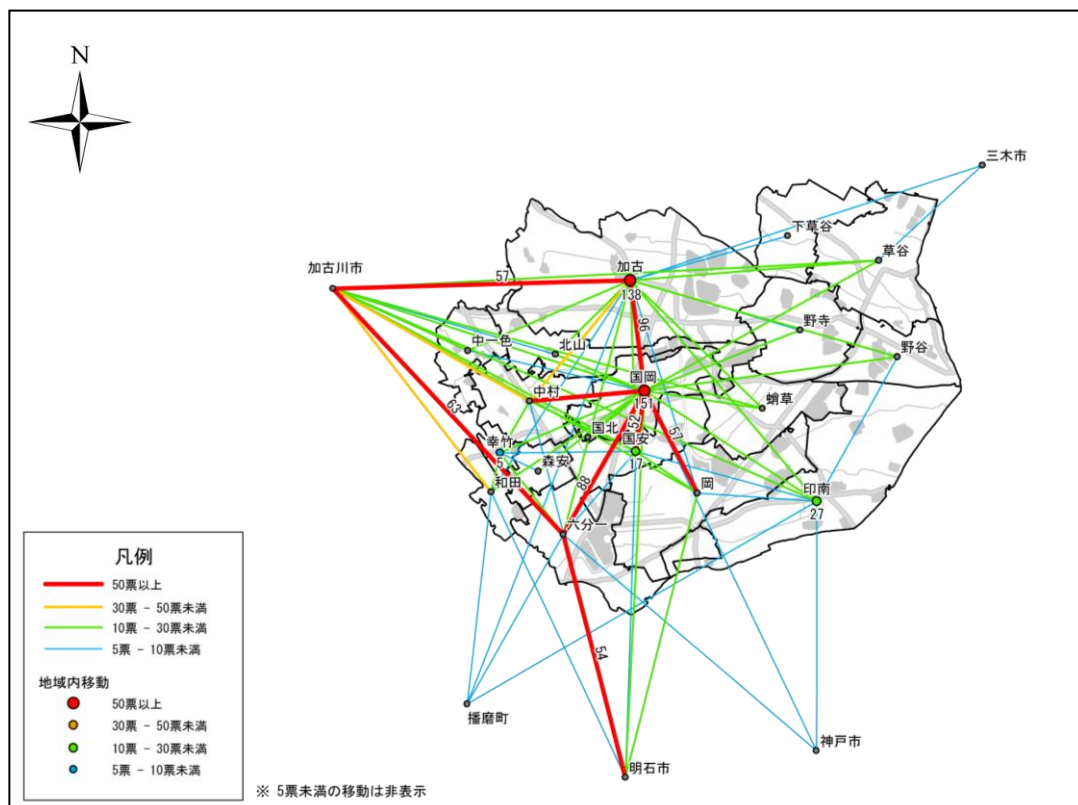 N
三木市
下草谷
草谷
加古川市
57
加古
138
96
野寺
野谷
中一色
北山
国岡
151
中村
蛸草
63
52
国北
国安
17
57
幸竹
5
森安
和田
88
岡
印南
27
六分一
54
播磨町
神戸市
明石市
凡例
50票以上
30票 - 50票未満
10票 - 30票未満
5票 - 10票未満
地域内移動
50票以上
30票 - 50票未満
10票 - 30票未満
5票 - 10票未満
※ 5票未満の移動は非表示